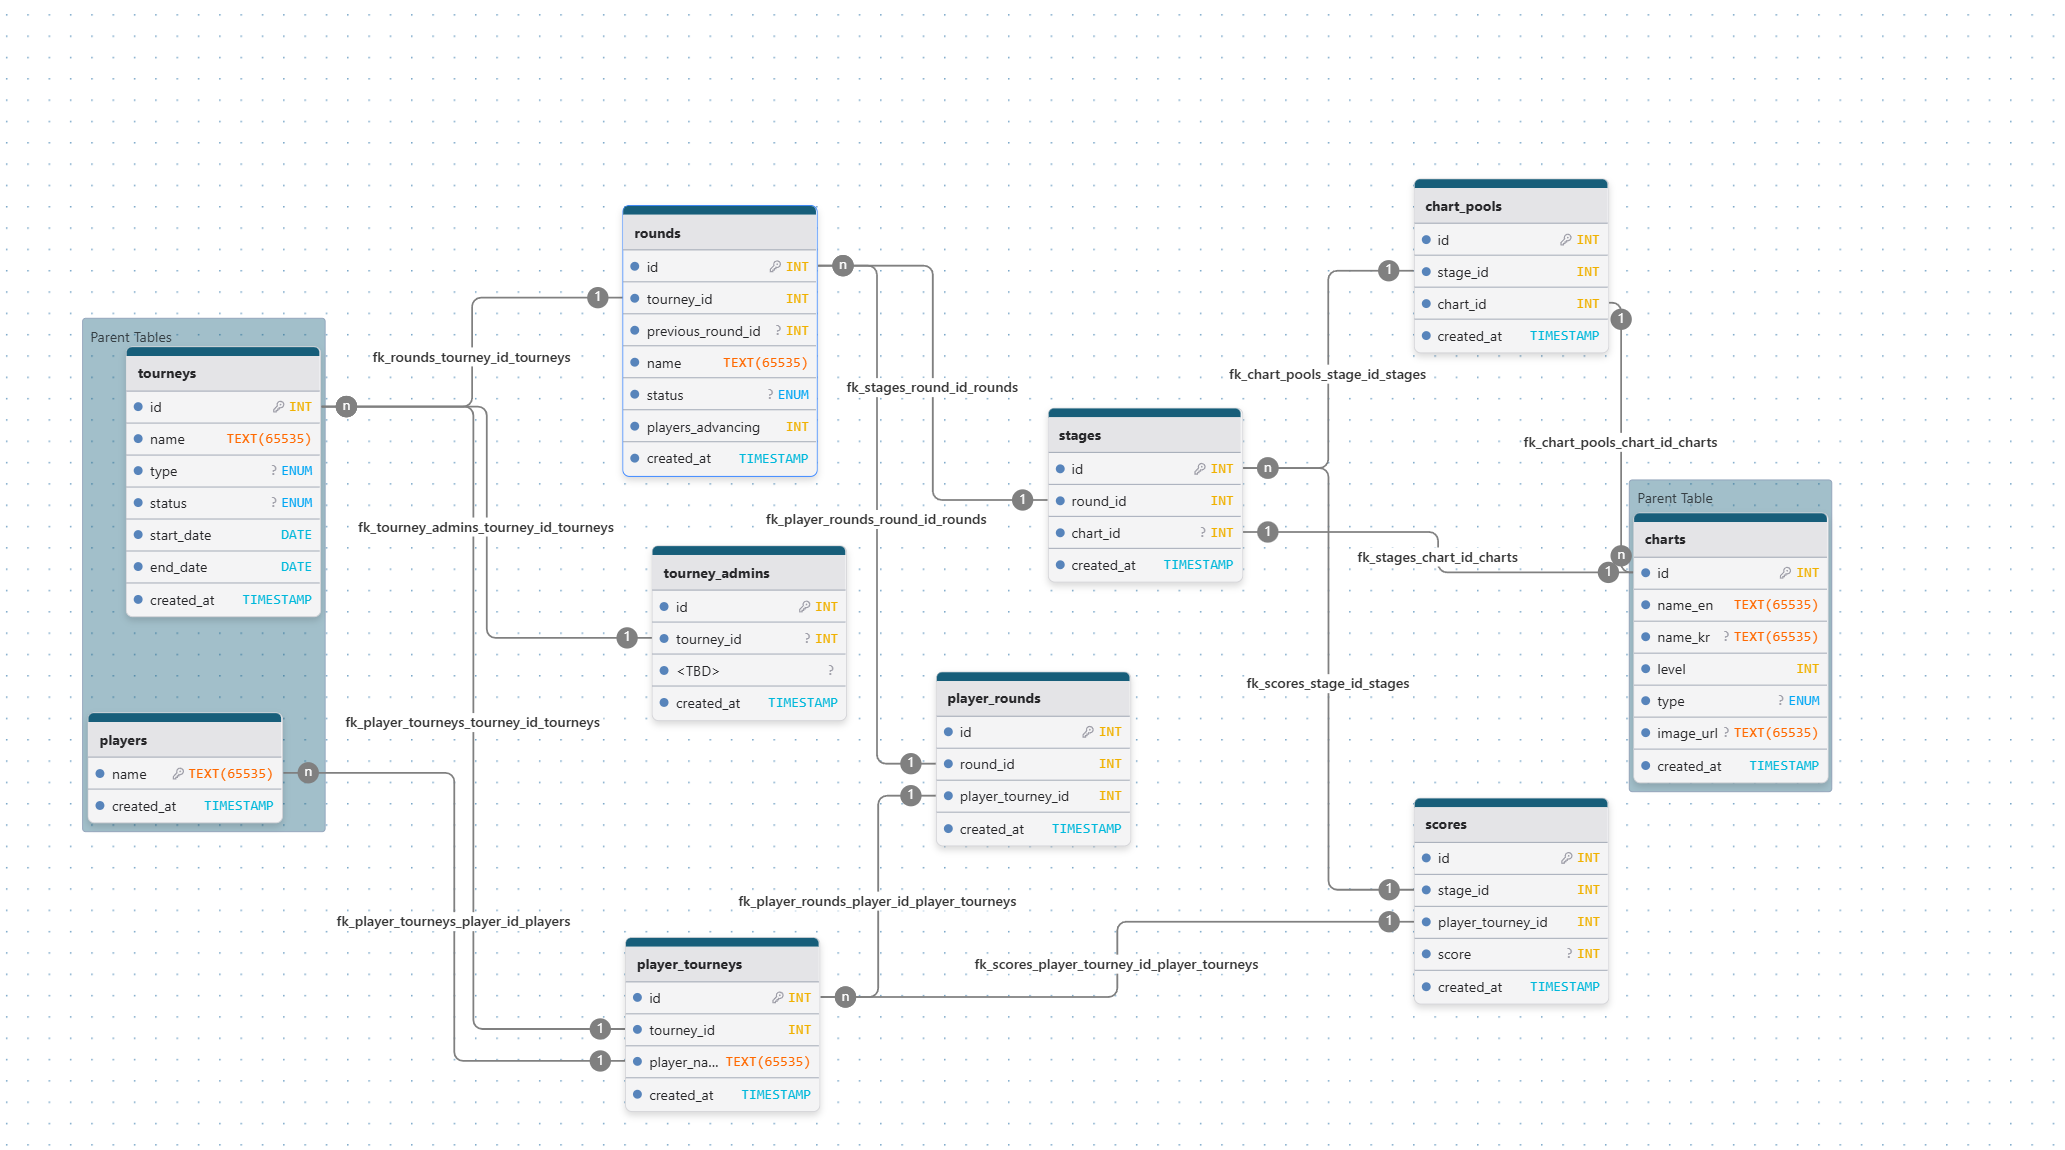 Parent Tables
tourneys
id INT
name TEXT(65535)
type ? ENUM
status ? ENUM
start_date DATE
end_date DATE
created_at TIMESTAMP
n
players
name TEXT(65535)
created_at TIMESTAMP
n
fk_rounds_tourney_id_tourneys
fk_tourney_admins_tourney_id_tourneys
fk_player_tourneys_tourney_id_tourneys
fk_player_tourneys_player_id_players
1
rounds
id INT
tourney_id INT
previous_round_id ? INT
name TEXT(65535)
status ? ENUM
players_advancing INT
created_at TIMESTAMP
n
1
tourney_admins
id INT
tourney_id ? INT
<TBD> ?
created_at TIMESTAMP
1
1
player_tourneys
id INT
tourney_id INT
player_na... TEXT(65535)
created_at TIMESTAMP
n
fk_stages_round_id_rounds
fk_player_rounds_round_id_rounds
fk_player_rounds_player_id_player_tourneys
fk_scores_player_tourney_id_player_tourneys
1
1
player_rounds
id INT
round_id INT
player_tourney_id INT
created_at TIMESTAMP
1
stages
id INT
round_id INT
chart_id ? INT
created_at TIMESTAMP
n
1
fk_chart_pools_stage_id_stages
fk_stages_chart_id_charts
fk_scores_stage_id_stages
1
chart_pools
id INT
stage_id INT
chart_id INT
created_at TIMESTAMP
1
fk_chart_pools_chart_id_charts
n
1
Parent Table
charts
id INT
name_en TEXT(65535)
name_kr ? TEXT(65535)
level INT
type ? ENUM
image_url ? TEXT(65535)
created_at TIMESTAMP
1
1
scores
id INT
stage_id INT
player_tourney_id INT
score ? INT
created_at TIMESTAMP